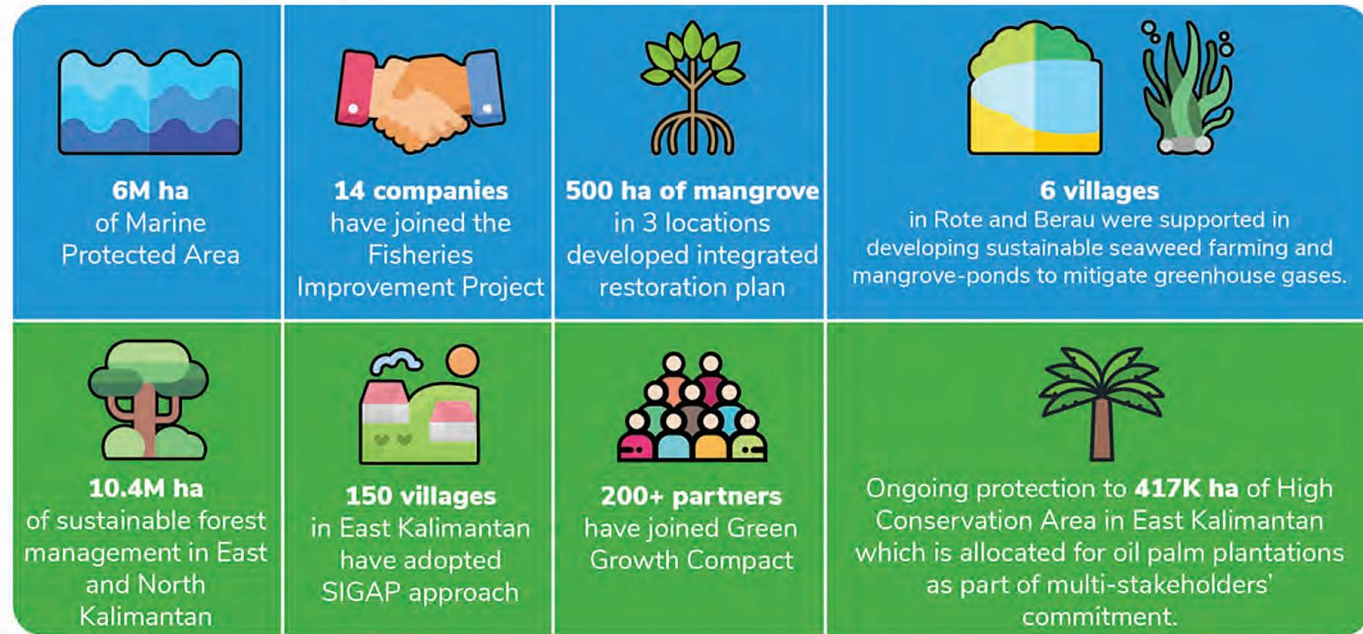 6M ha
of Marine
Protected Area
14 companies
have joined the
Fisheries
Improvement Project
500 ha of mangrove
in 3 locations
developed integrated
restoration plan
6 villages
in Rote and Berau were supported in
developing sustainable seaweed farming and
mangrove-ponds to mitigate greenhouse gases.
10.4M ha
of sustainable forest
management in East
and North
Kalimantan
150 villages
in East Kalimantan
have adopted
SIGAP approach
200+ partners
have joined Green
Growth Compact
Ongoing protection to 417K ha of High
Conservation Area in East Kalimantan
which is allocated for oil palm plantations
as part of multi-stakeholders'
commitment.